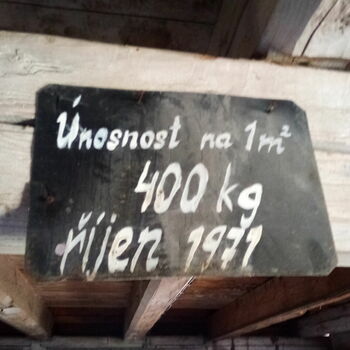 Únosnost na 1m²
400 kg
říjen 1971